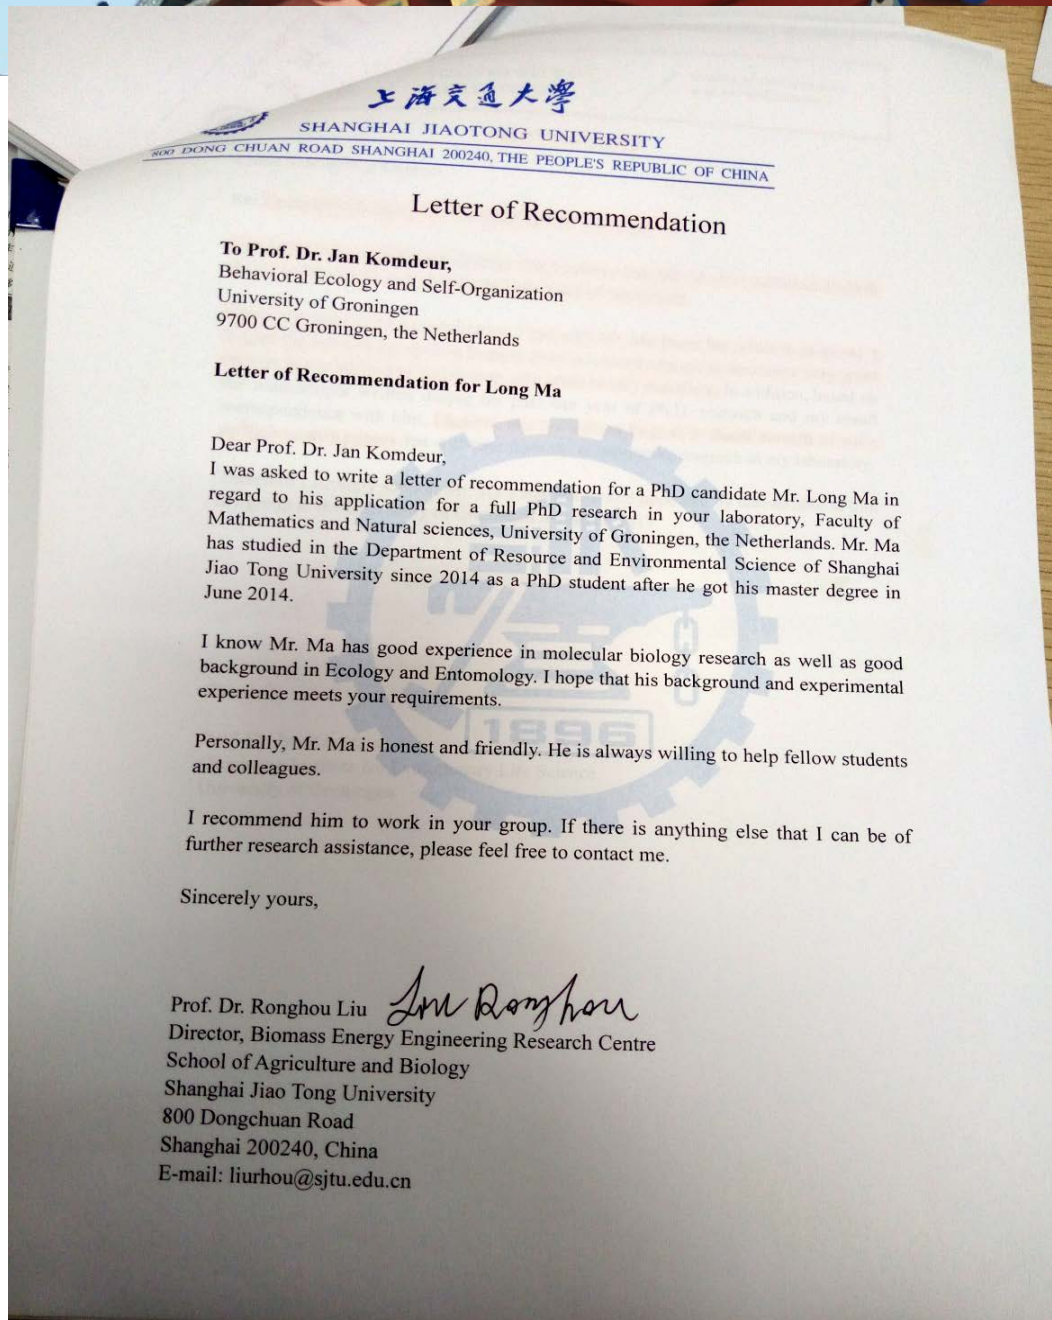 上海交通大學
SHANGHAI JIAOTONG UNIVERSITY
800 DONG CHUAN ROAD SHANGHAI 200240, THE PEOPLE'S REPUBLIC OF CHINA
Letter of Recommendation
To Prof. Dr. Jan Komdeur,
Behavioral Ecology and Self-Organization
University of Groningen
9700 CC Groningen, the Netherlands
Letter of Recommendation for Long Ma
Dear Prof. Dr. Jan Komdeur,
I was asked to write a letter of recommendation for a PhD candidate Mr. Long Ma in
regard to his application for a full PhD research in your laboratory, Faculty of
Mathematics and Natural sciences, University of Groningen, the Netherlands. Mr. Ma
has studied in the Department of Resource and Environmental Science of Shanghai
Jiao Tong University since 2014 as a PhD student after he got his master degree in
June 2014.
I know Mr. Ma has good experience in molecular biology research as well as good
background in Ecology and Entomology. I hope that his background and experimental
experience meets your requirements.
1896
Personally, Mr. Ma is honest and friendly. He is always willing to help fellow students
and colleagues.
I recommend him to work in your group. If there is anything else that I can be of
further research assistance, please feel free to contact me.
Sincerely yours,
Prof. Dr. Ronghou Liu Liu Ronghou
Director, Biomass Energy Engineering Research Centre
School of Agriculture and Biology
Shanghai Jiao Tong University
800 Dongchuan Road
Shanghai 200240, China
E-mail: liurhou@sjtu.edu.cn